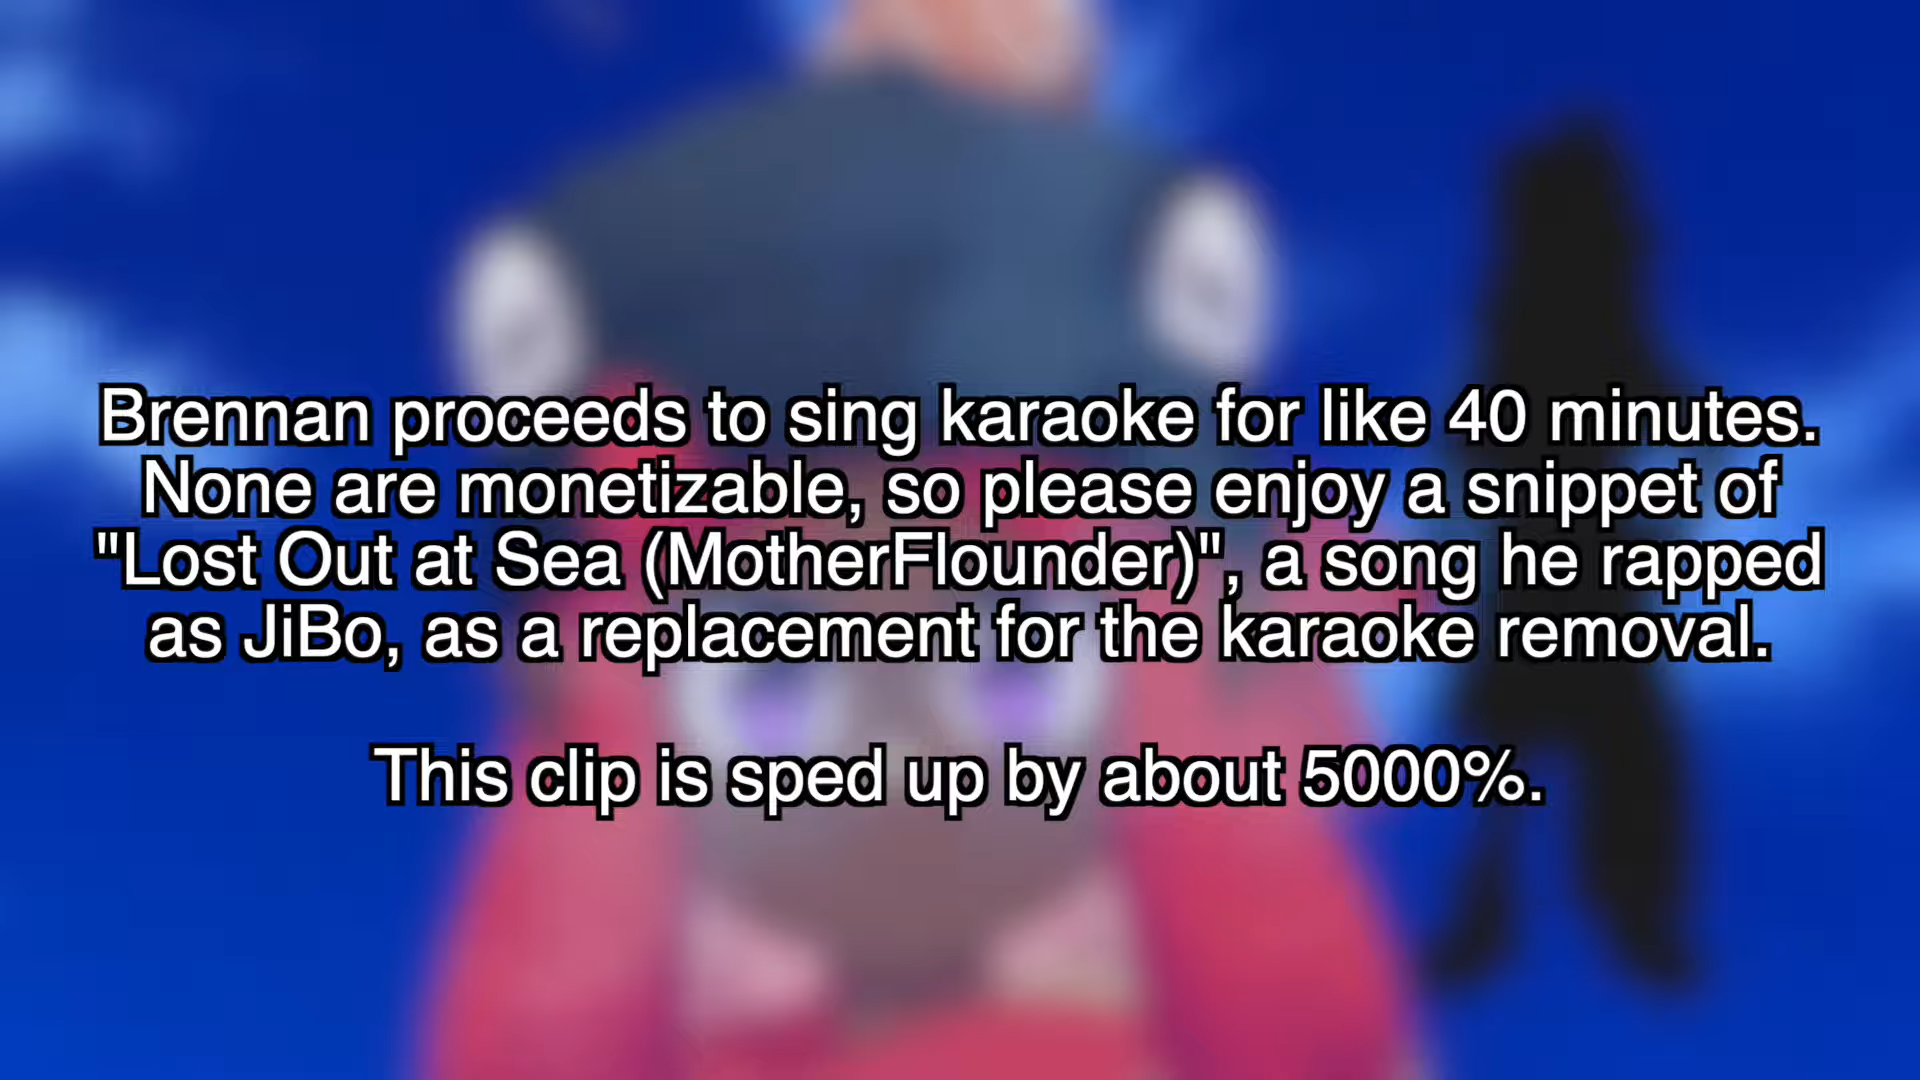 Brennan proceeds to sing karaoke for like 40 minutes.
None are monetizable, so please enjoy a snippet of
"Lost Out at Sea (MotherFlounder)", a song he rapped
as JiBo, as a replacement for the karaoke removal.
This clip is sped up by about 5000%.